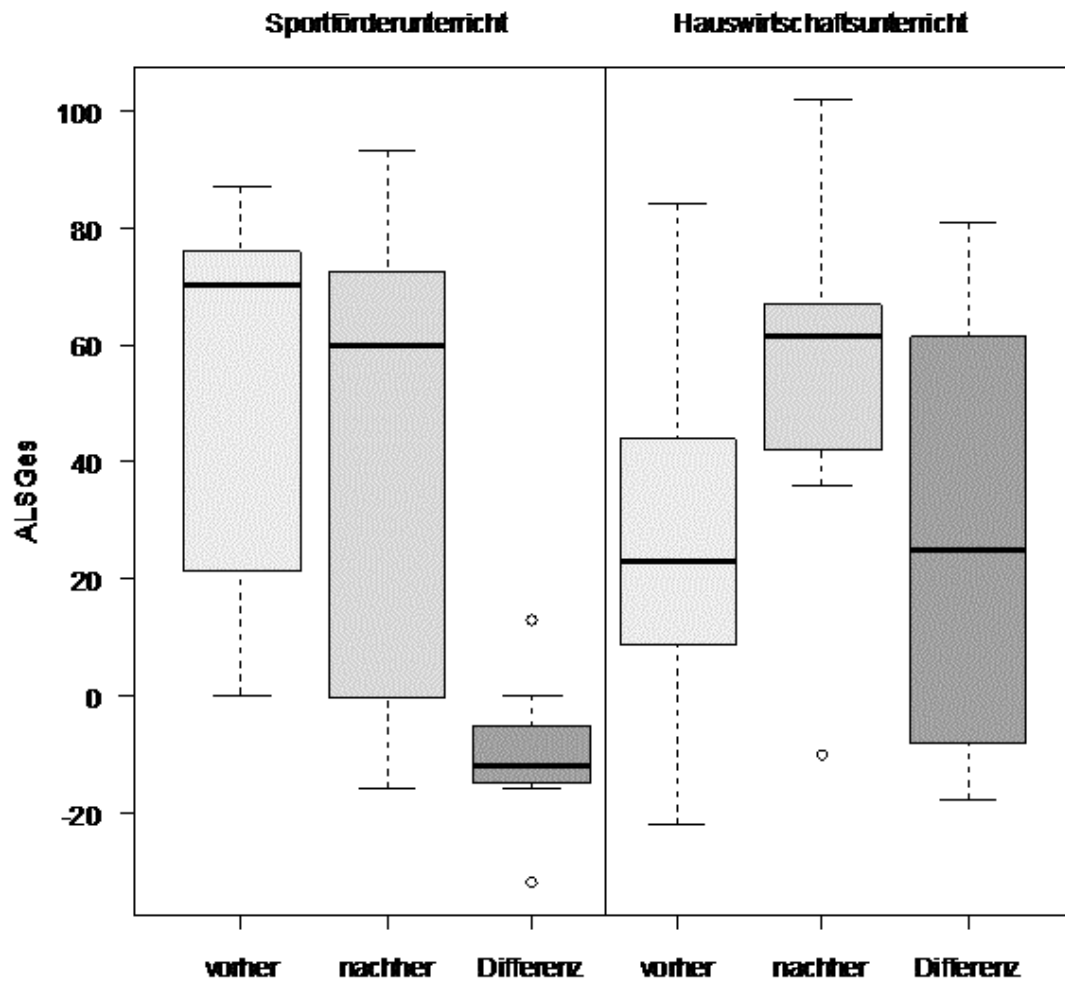 Sportförderunterricht Hauswirtschaftsunterricht
100
80
60
40
20
0
-20
ALSGes
vorher nachher Differenz vorher nachher Differenz